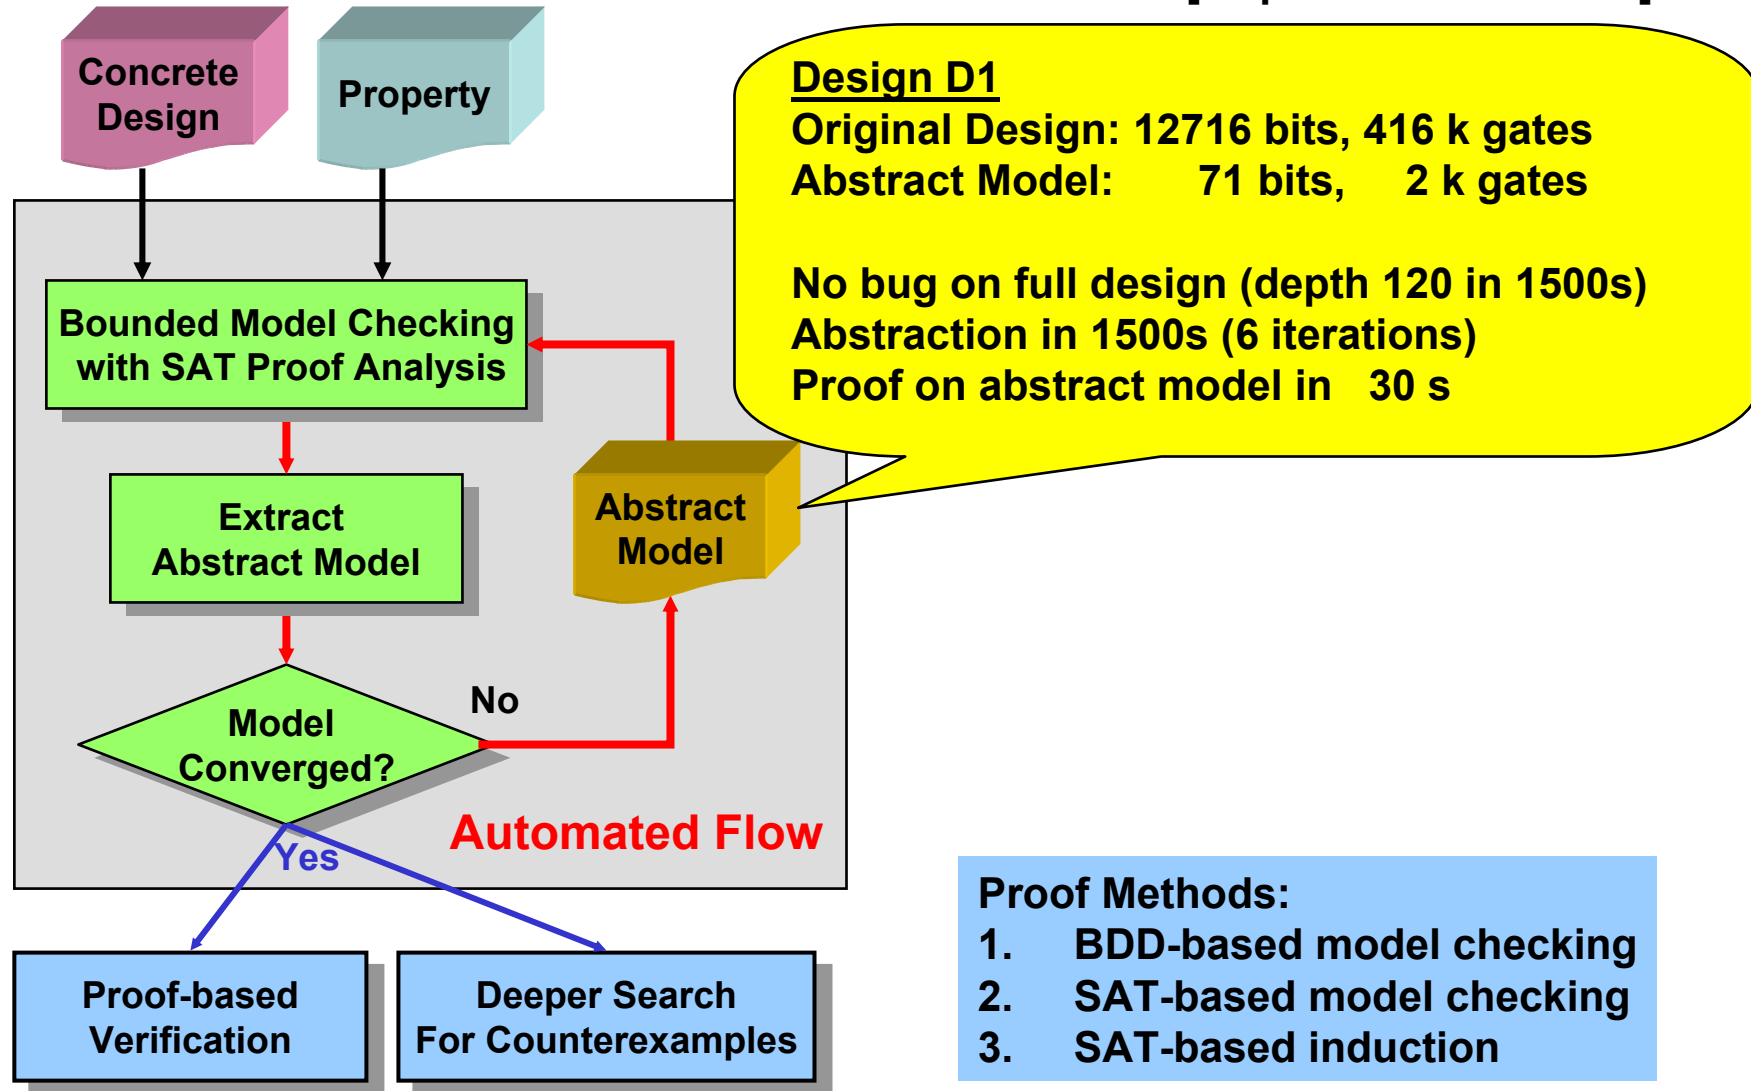 Concrete
Design
Property
Design D1
Original Design: 12716 bits, 416 k gates
Abstract Model: 71 bits, 2 k gates
No bug on full design (depth 120 in 1500s)
Abstraction in 1500s (6 iterations)
Proof on abstract model in 30 s
Bounded Model Checking
with SAT Proof Analysis
Extract
Abstract Model
Abstract
Model
No
Model
Converged?
Automated Flow
Yes
Proof-based
Verification
Deeper Search
For Counterexamples
Proof Methods:
1. BDD-based model checking
2. SAT-based model checking
3. SAT-based induction